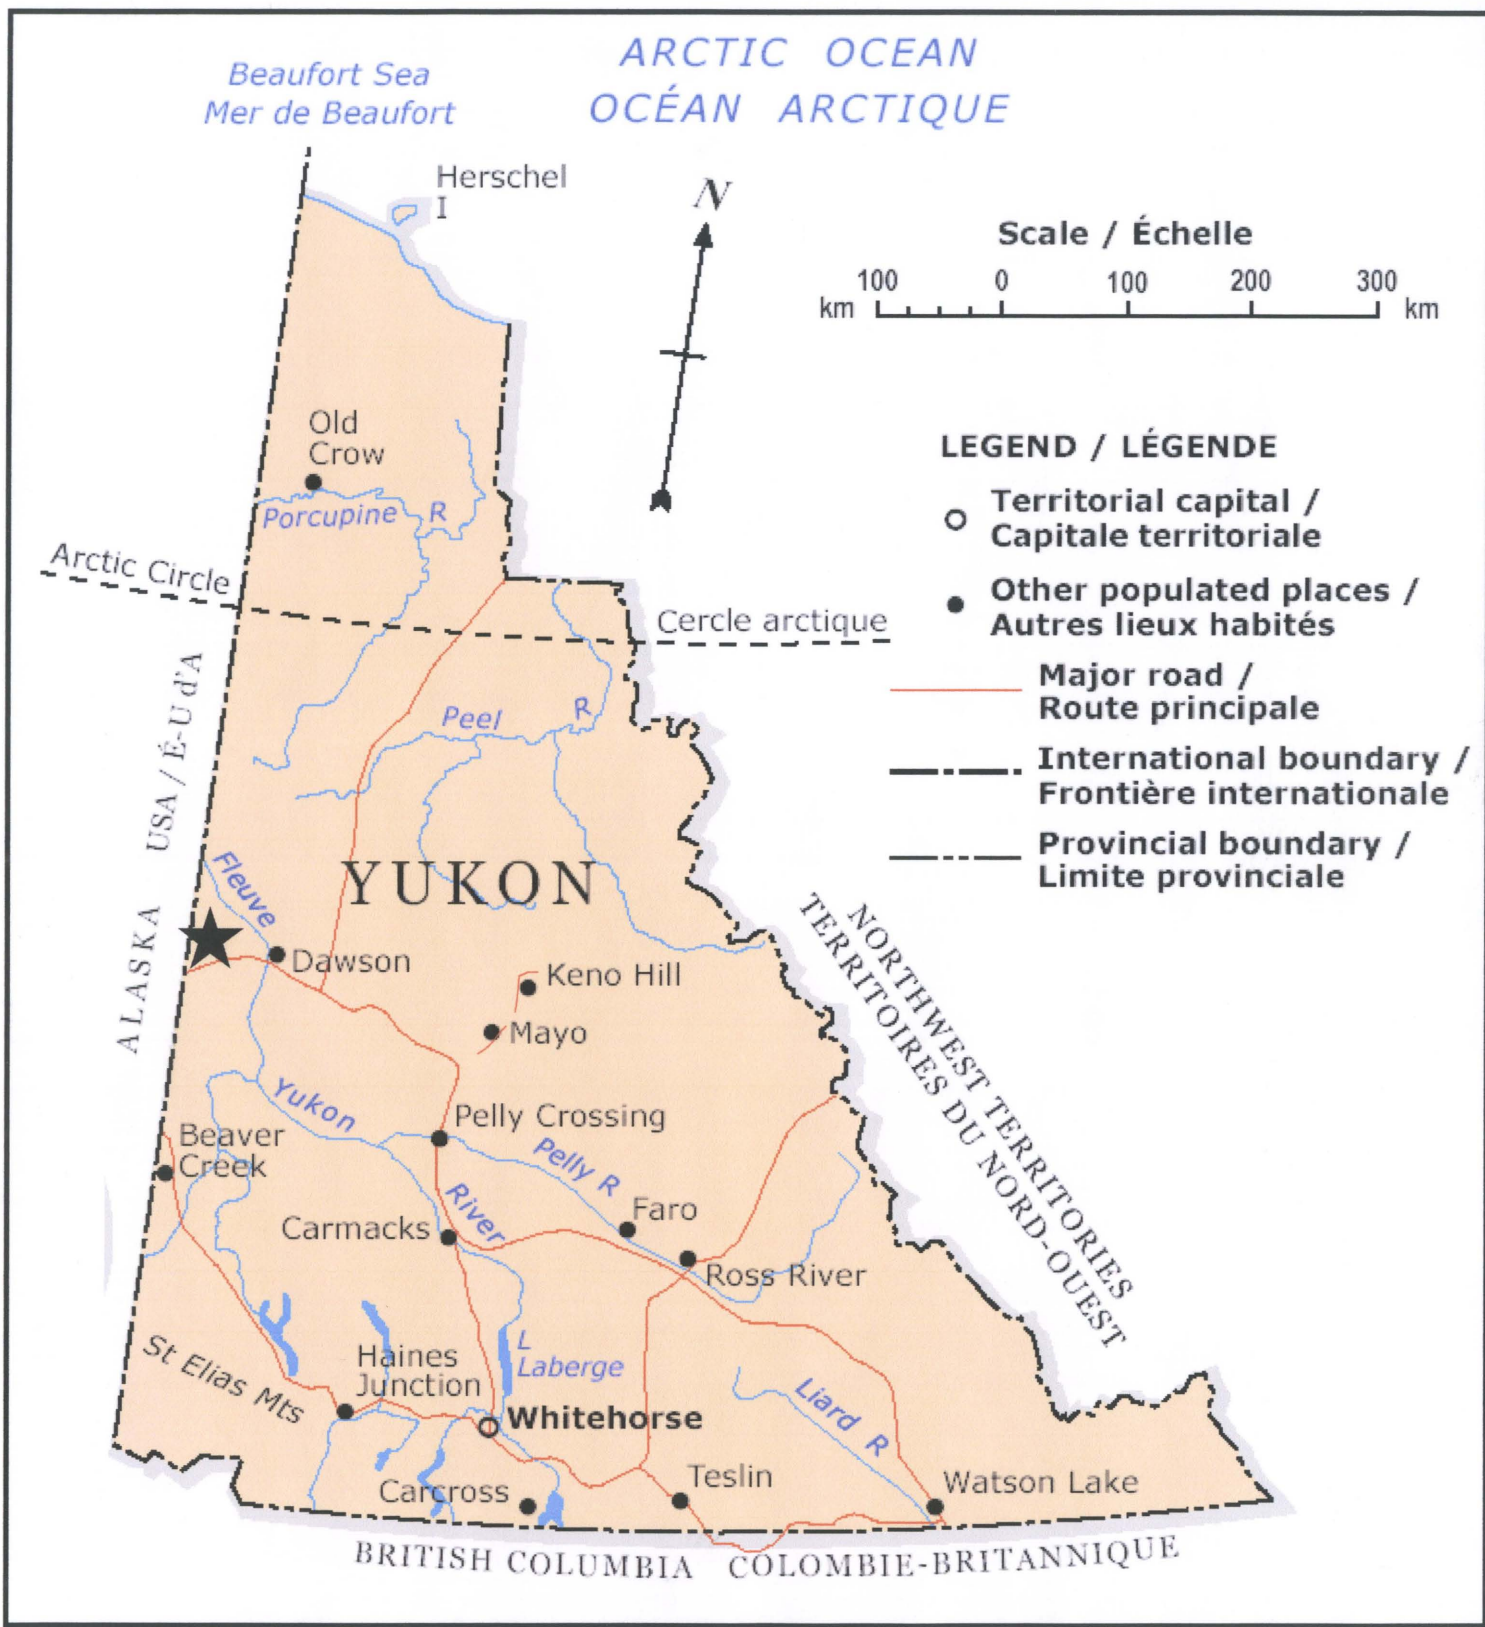 Beaufort Sea
Mer de Beaufort
ARCTIC OCEAN
OCÉAN ARCTIQUE
Herschel
I
N
Scale / Échelle
100 0 100 200 300
km km
Old
Crow
Porcupine R
LEGEND / LÉGENDE
Territorial capital /
Capitale territoriale
Other populated places /
Autres lieux habités
Major road /
Route principale
International boundary /
Frontière internationale
Provincial boundary /
Limite provinciale
Arctic Circle
Cercle arctique
Peel R
ALASKA USA / É-U d'A
Fleuve
YUKON
Dawson
Keno Hill
Mayo
NORTHWEST TERRITORIES
TERRITOIRES DU NORD-OUEST
Yukon
River
Pelly Crossing
Pelly R
Beaver
Creek
Carmacks
Faro
Ross River
L
Laberge
St Elias Mts
Haines
Junction
Whitehorse
Liard R
Carcross
Teslin
Watson Lake
BRITISH COLUMBIA COLOMBIE-BRITANNIQUE